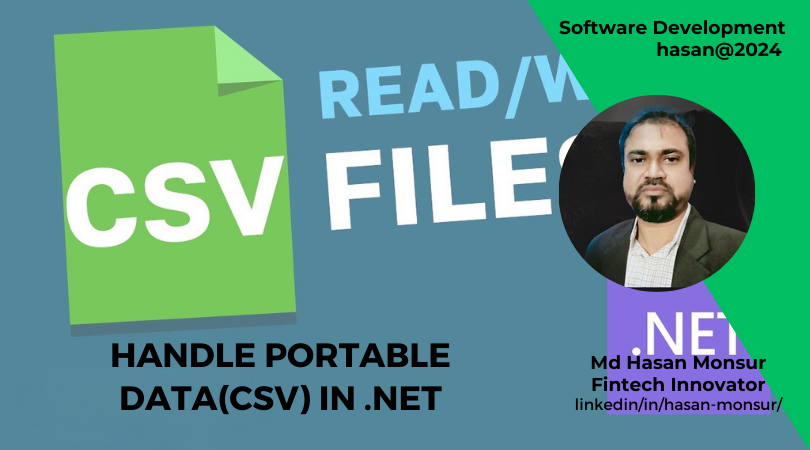 Software Development
hasan@2024
READ/W
CSV FILES
.NET
HANDLE PORTABLE
DATA(CSV) IN .NET
Md Hasan Monsur
Fintech Innovator
linkedin/in/hasan-monsur/